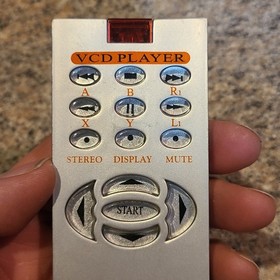 VCD PLAYER
A B R1
X Y L1
STEREO DISPLAY MUTE
START